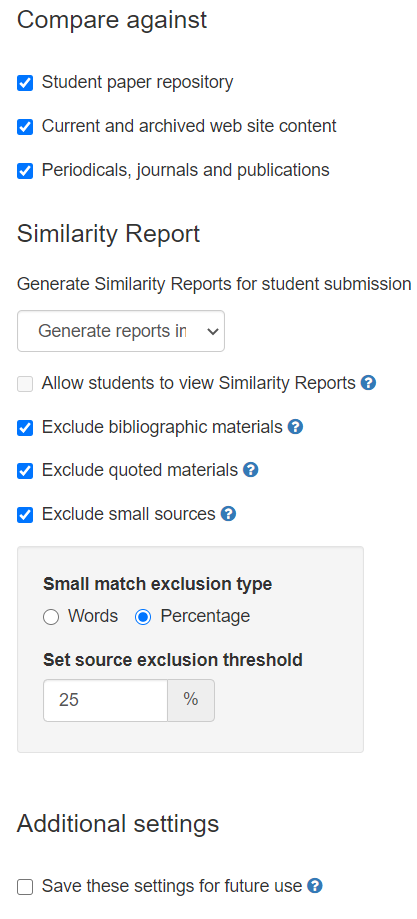 Compare against
Student paper repository
Current and archived web site content
Periodicals, journals and publications
Similarity Report
Generate Similarity Reports for student submission
Generate reports in
Allow students to view Similarity Reports ?
Exclude bibliographic materials ?
Exclude quoted materials ?
Exclude small sources ?
Small match exclusion type
Words Percentage
Set source exclusion threshold
25 %
Additional settings
Save these settings for future use ?